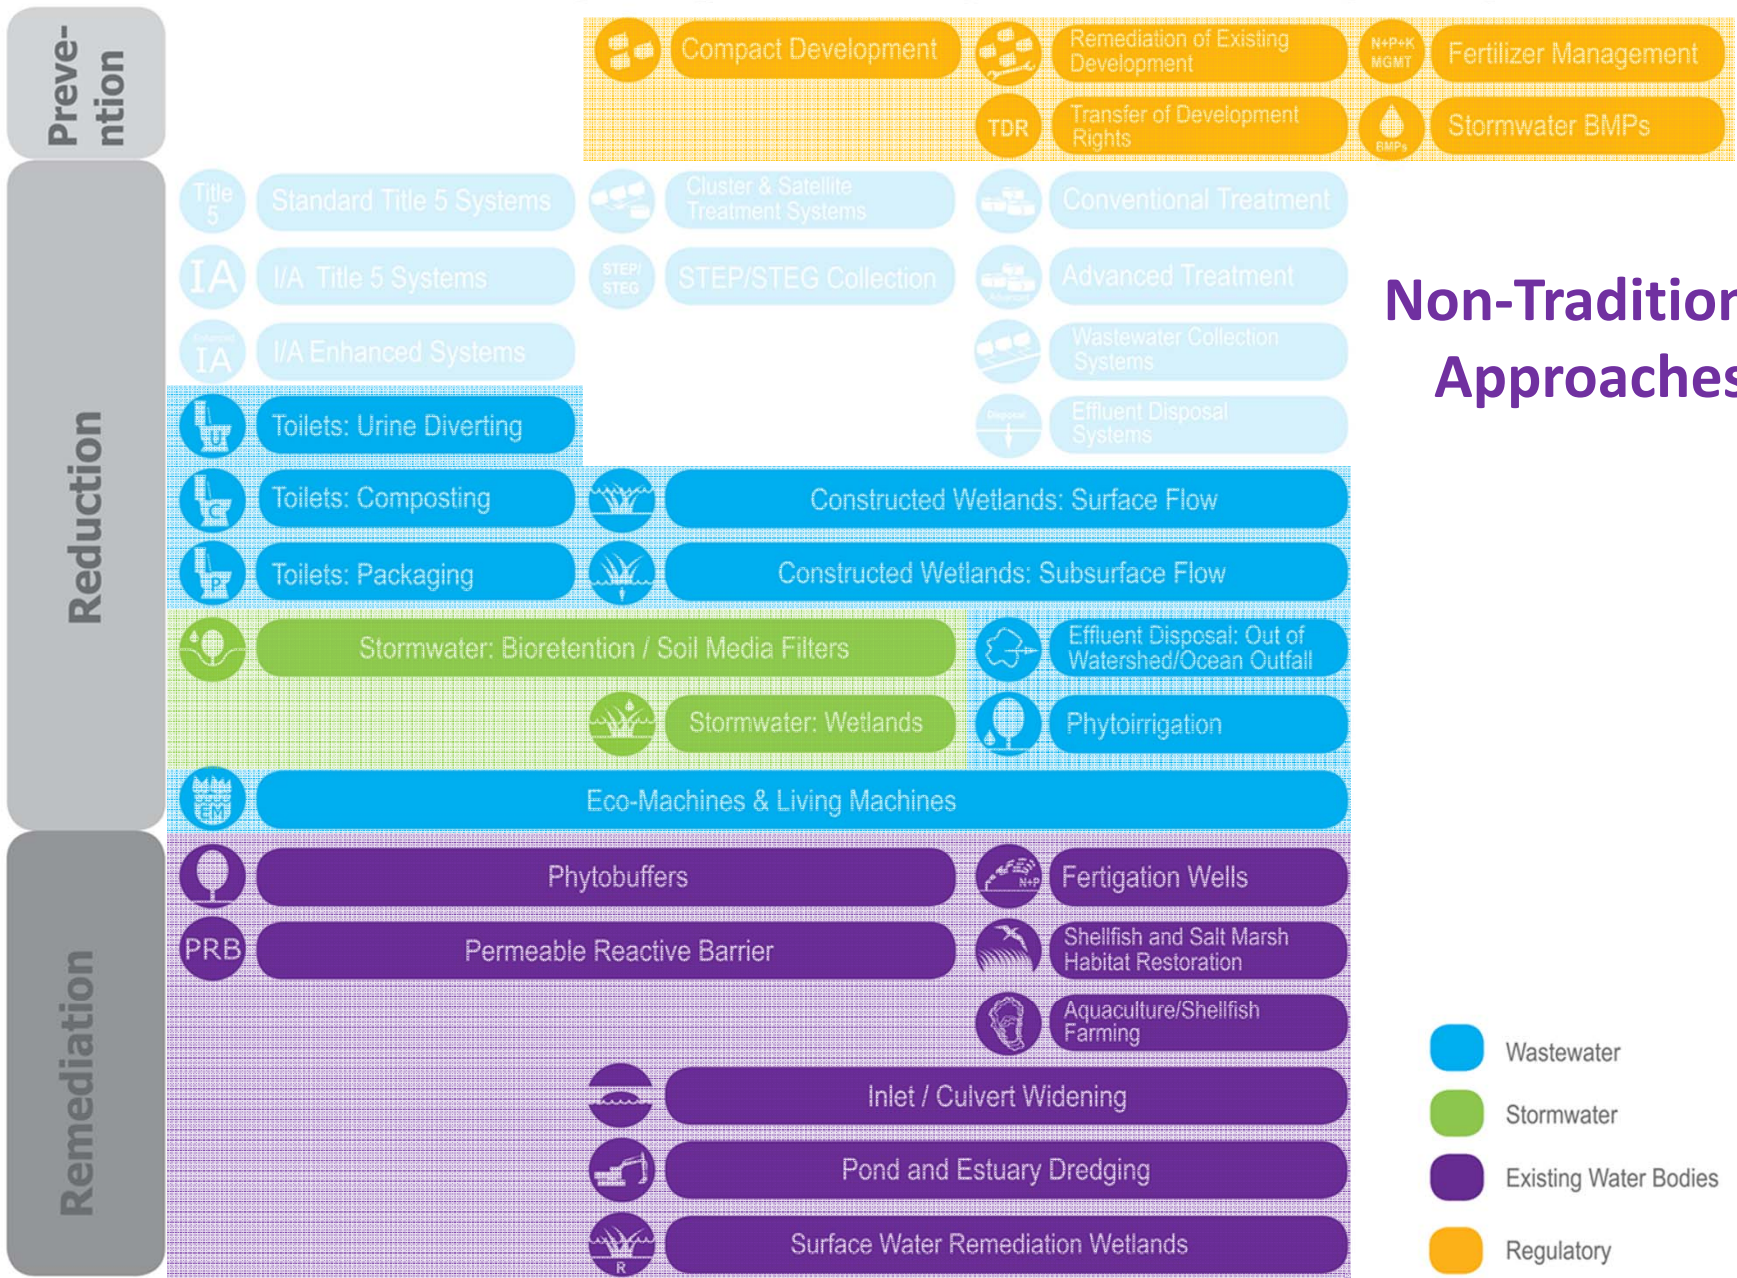 Preve-
ntion
Compact Development
Remediation of Existing
Development
N+P+K
MGMT
Fertilizer Management
TDR
Transfer of Development
Rights
BMPs
Stormwater BMPs
Reduction
Title
5
Standard Title 5 Systems
Cluster & Satellite
Treatment Systems
Conventional Treatment
IA
I/A Title 5 Systems
STEP/
STEG
STEP/STEG Collection
Advanced
Advanced Treatment
Enhanced
IA
I/A Enhanced Systems
Wastewater Collection
Systems
Non-Tradition
Approaches
U
Toilets: Urine Diverting
Disposal
Effluent Disposal
Systems
C
Toilets: Composting
Constructed Wetlands: Surface Flow
P
Toilets: Packaging
Constructed Wetlands: Subsurface Flow
Stormwater: Bioretention / Soil Media Filters
Effluent Disposal: Out of
Watershed/Ocean Outfall
Stormwater: Wetlands
Phytoirrigation
EM
Eco-Machines & Living Machines
Remediation
Phytobuffers
N+P
Fertigation Wells
PRB
Permeable Reactive Barrier
Shellfish and Salt Marsh
Habitat Restoration
Aquaculture/Shellfish
Farming
Inlet / Culvert Widening
Pond and Estuary Dredging
R
Surface Water Remediation Wetlands
Wastewater
Stormwater
Existing Water Bodies
Regulatory